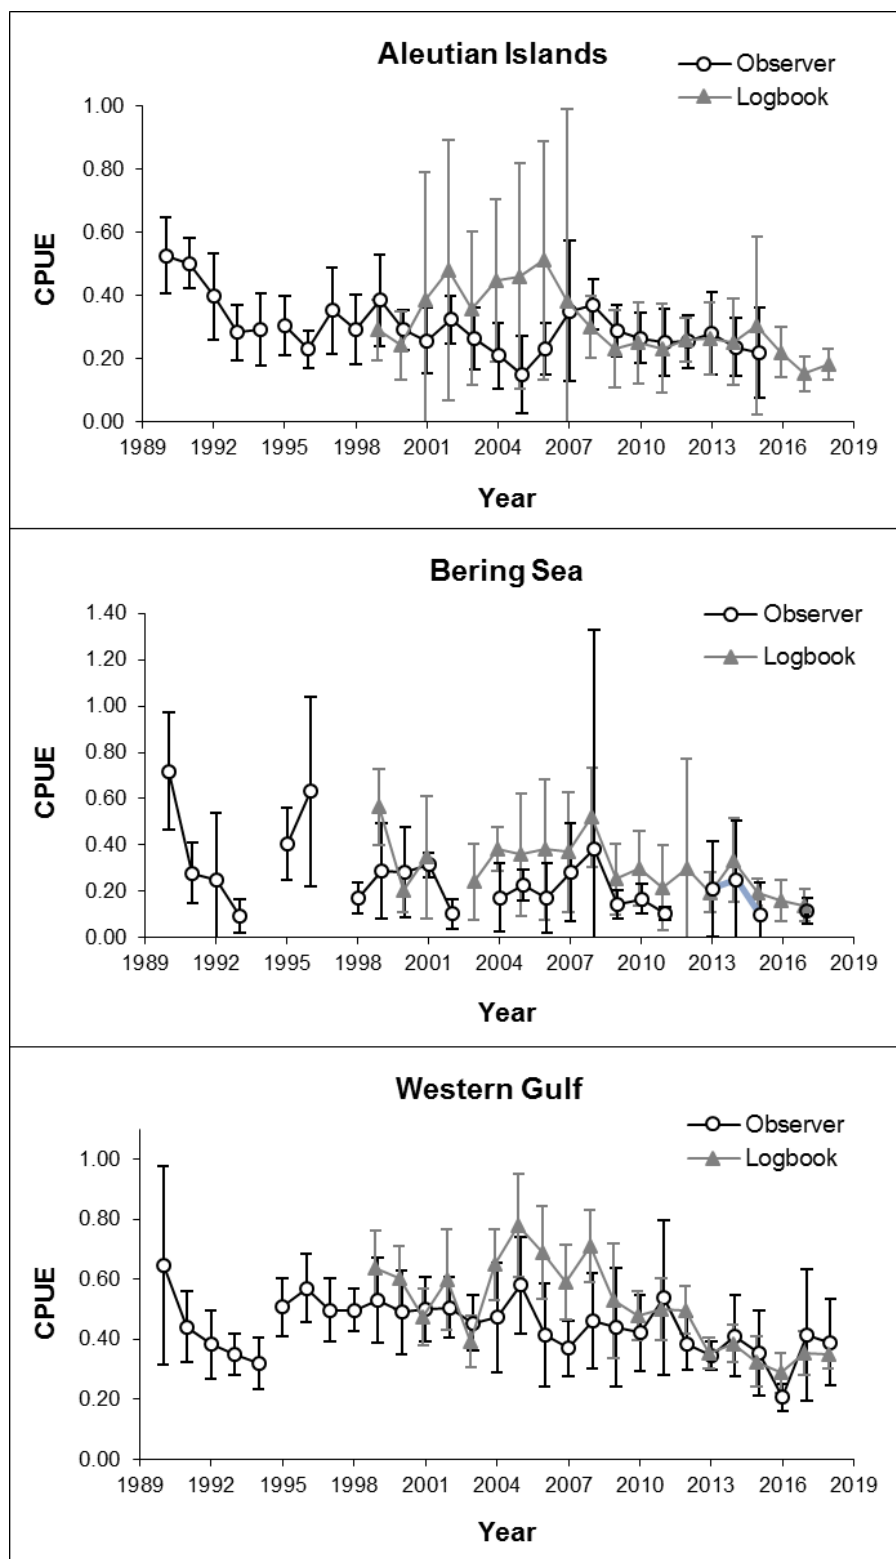 Aleutian Islands
Observer
Logbook
CPUE
1.00
0.80
0.60
0.40
0.20
0.00
1989 1992 1995 1998 2001 2004 2007 2010 2013 2016 2019
Year
Bering Sea
Observer
Logbook
CPUE
1.40
1.20
1.00
0.80
0.60
0.40
0.20
0.00
1989 1992 1995 1998 2001 2004 2007 2010 2013 2016 2019
Year
Western Gulf
Observer
Logbook
CPUE
1.00
0.80
0.60
0.40
0.20
0.00
1989 1992 1995 1998 2001 2004 2007 2010 2013 2016 2019
Year